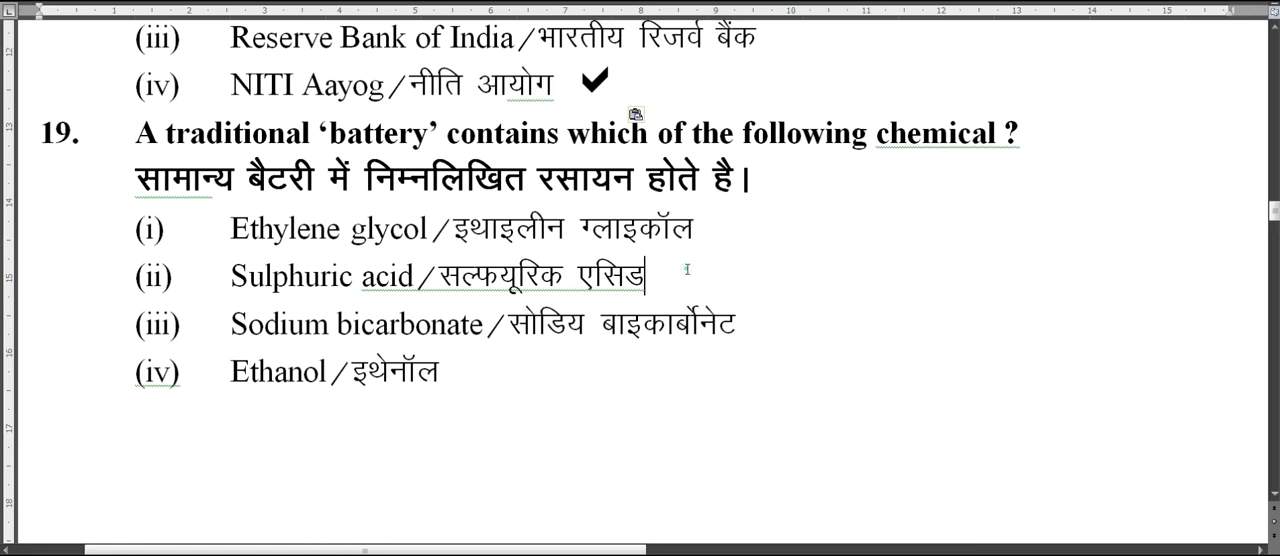 (iii) Reserve Bank of India/भारतीय रिजर्व बैंक
(iv) NITI Aayog/नीति आयोग ✔
19. A traditional ‘battery’ contains which of the following chemical ?
सामान्य बैटरी में निम्नलिखित रसायन होते है।
(i) Ethylene glycol/इथाइलीन ग्लाइकॉल
(ii) Sulphuric acid/सल्फयूरिक एसिड
(iii) Sodium bicarbonate/सोडिय बाइकार्बोनेट
(iv) Ethanol/इथेनॉल